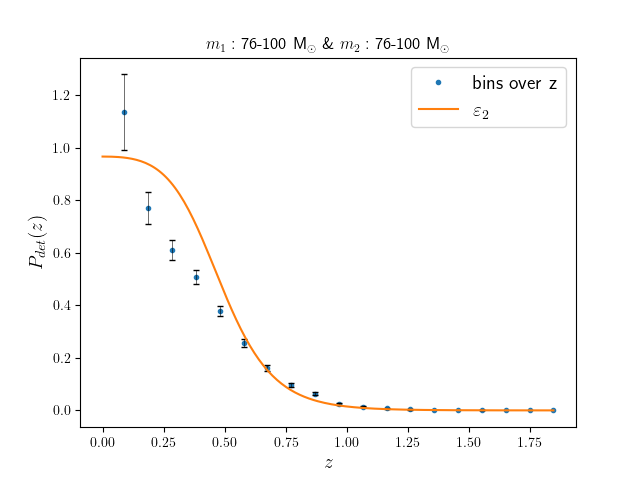 m₁ : 76-100 M☉ & m₂ : 76-100 M☉
bins over z
ε₂
P_det(z)
1.2
1.0
0.8
0.6
0.4
0.2
0.0
0.00 0.25 0.50 0.75 1.00 1.25 1.50 1.75
z